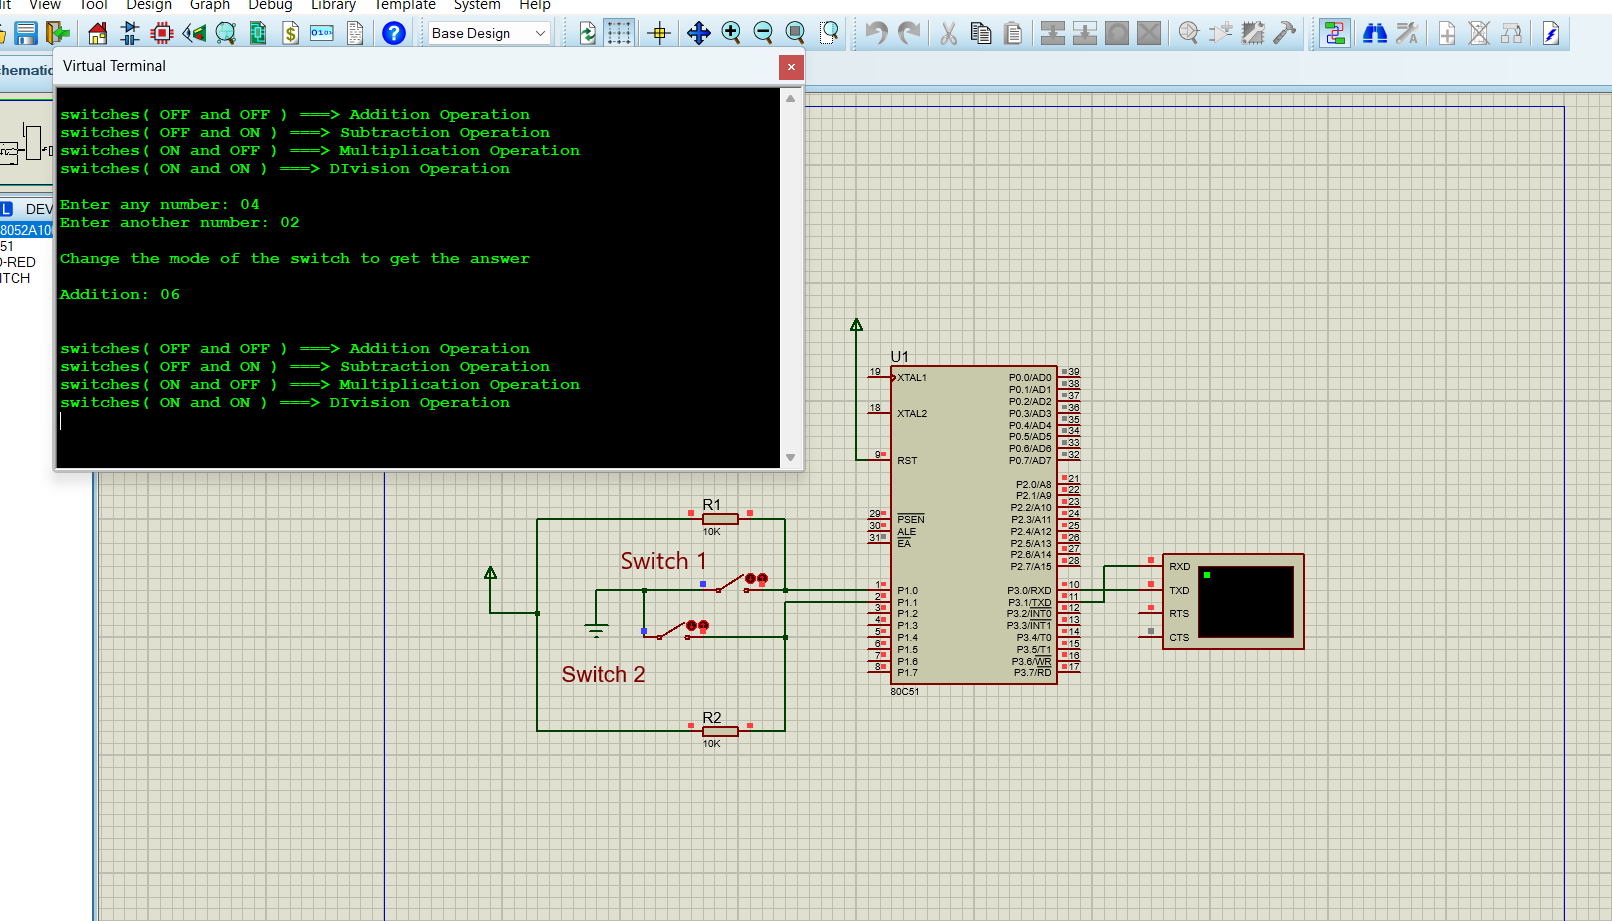 View Tool Design Graph Debug Library Template System Help
Base Design
Virtual Terminal
switches( OFF and OFF ) ===> Addition Operation
switches( OFF and ON ) ===> Subtraction Operation
switches( ON and OFF ) ===> Multiplication Operation
switches( ON and ON ) ===> DIvision Operation
Enter any number: 04
Enter another number: 02
Change the mode of the switch to get the answer
Addition: 06
switches( OFF and OFF ) ===> Addition Operation
switches( OFF and ON ) ===> Subtraction Operation
switches( ON and OFF ) ===> Multiplication Operation
switches( ON and ON ) ===> DIvision Operation
L DEV
8052A10
51
-RED
ITCH
R1
10K
Switch 1
Switch 2
R2
10K
U1
19 XTAL1
18 XTAL2
9 RST
29 PSEN
30 ALE
31 EA
1 P1.0
2 P1.1
3 P1.2
4 P1.3
5 P1.4
6 P1.5
7 P1.6
8 P1.7
P0.0/AD0 39
P0.1/AD1 38
P0.2/AD2 37
P0.3/AD3 36
P0.4/AD4 35
P0.5/AD5 34
P0.6/AD6 33
P0.7/AD7 32
P2.0/A8 21
P2.1/A9 22
P2.2/A10 23
P2.3/A11 24
P2.4/A12 25
P2.5/A13 26
P2.6/A14 27
P2.7/A15 28
P3.0/RXD 10
P3.1/TXD 11
P3.2/INT0 12
P3.3/INT1 13
P3.4/T0 14
P3.5/T1 15
P3.6/WR 16
P3.7/RD 17
80C51
RXD
TXD
RTS
CTS